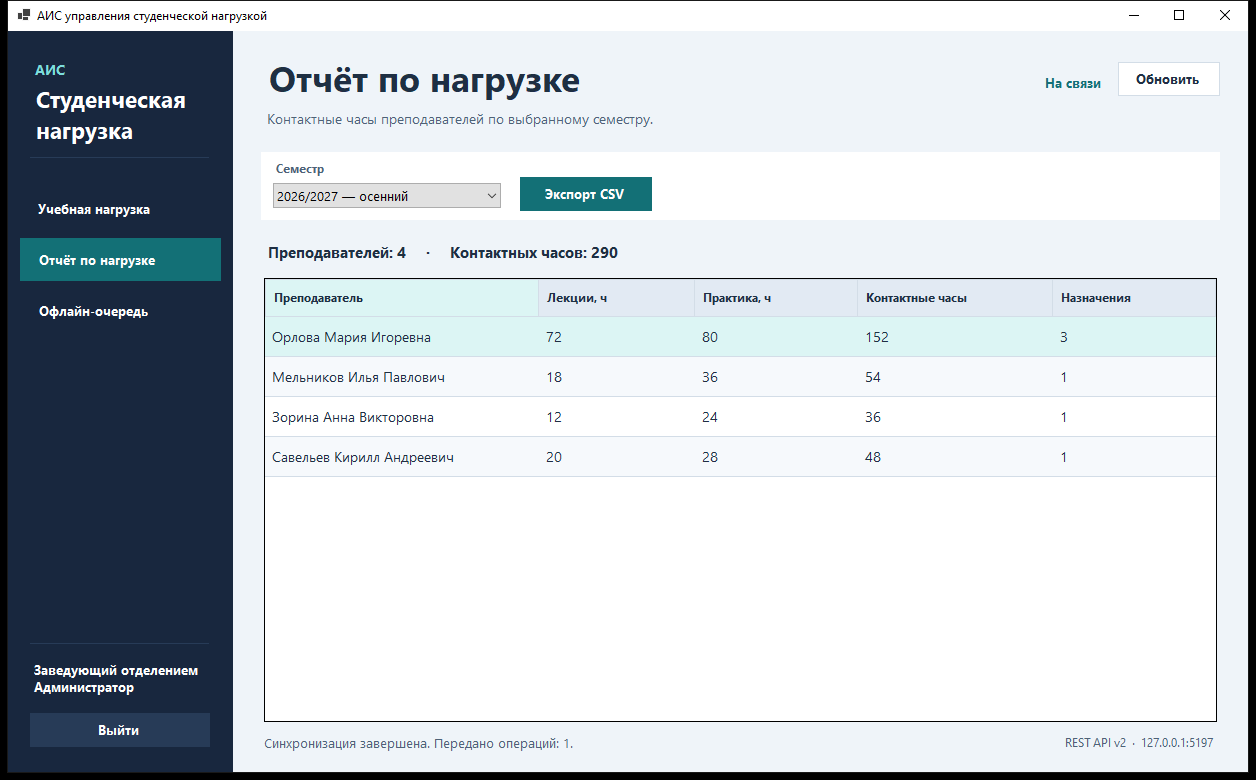 АИС управления студенческой нагрузкой
АИС
Студенческая
нагрузка
Учебная нагрузка
Отчёт по нагрузке
Офлайн-очередь
Заведующий отделением
Администратор
Выйти
Отчёт по нагрузке
На связи
Обновить
Контактные часы преподавателей по выбранному семестру.
Семестр
2026/2027 — осенний
Экспорт CSV
Преподавателей: 4 · Контактных часов: 290
Преподаватель Лекции, ч Практика, ч Контактные часы Назначения
Орлова Мария Игоревна 72 80 152 3
Мельников Илья Павлович 18 36 54 1
Зорина Анна Викторовна 12 24 36 1
Савельев Кирилл Андреевич 20 28 48 1
Синхронизация завершена. Передано операций: 1.
REST API v2 · 127.0.0.1:5197